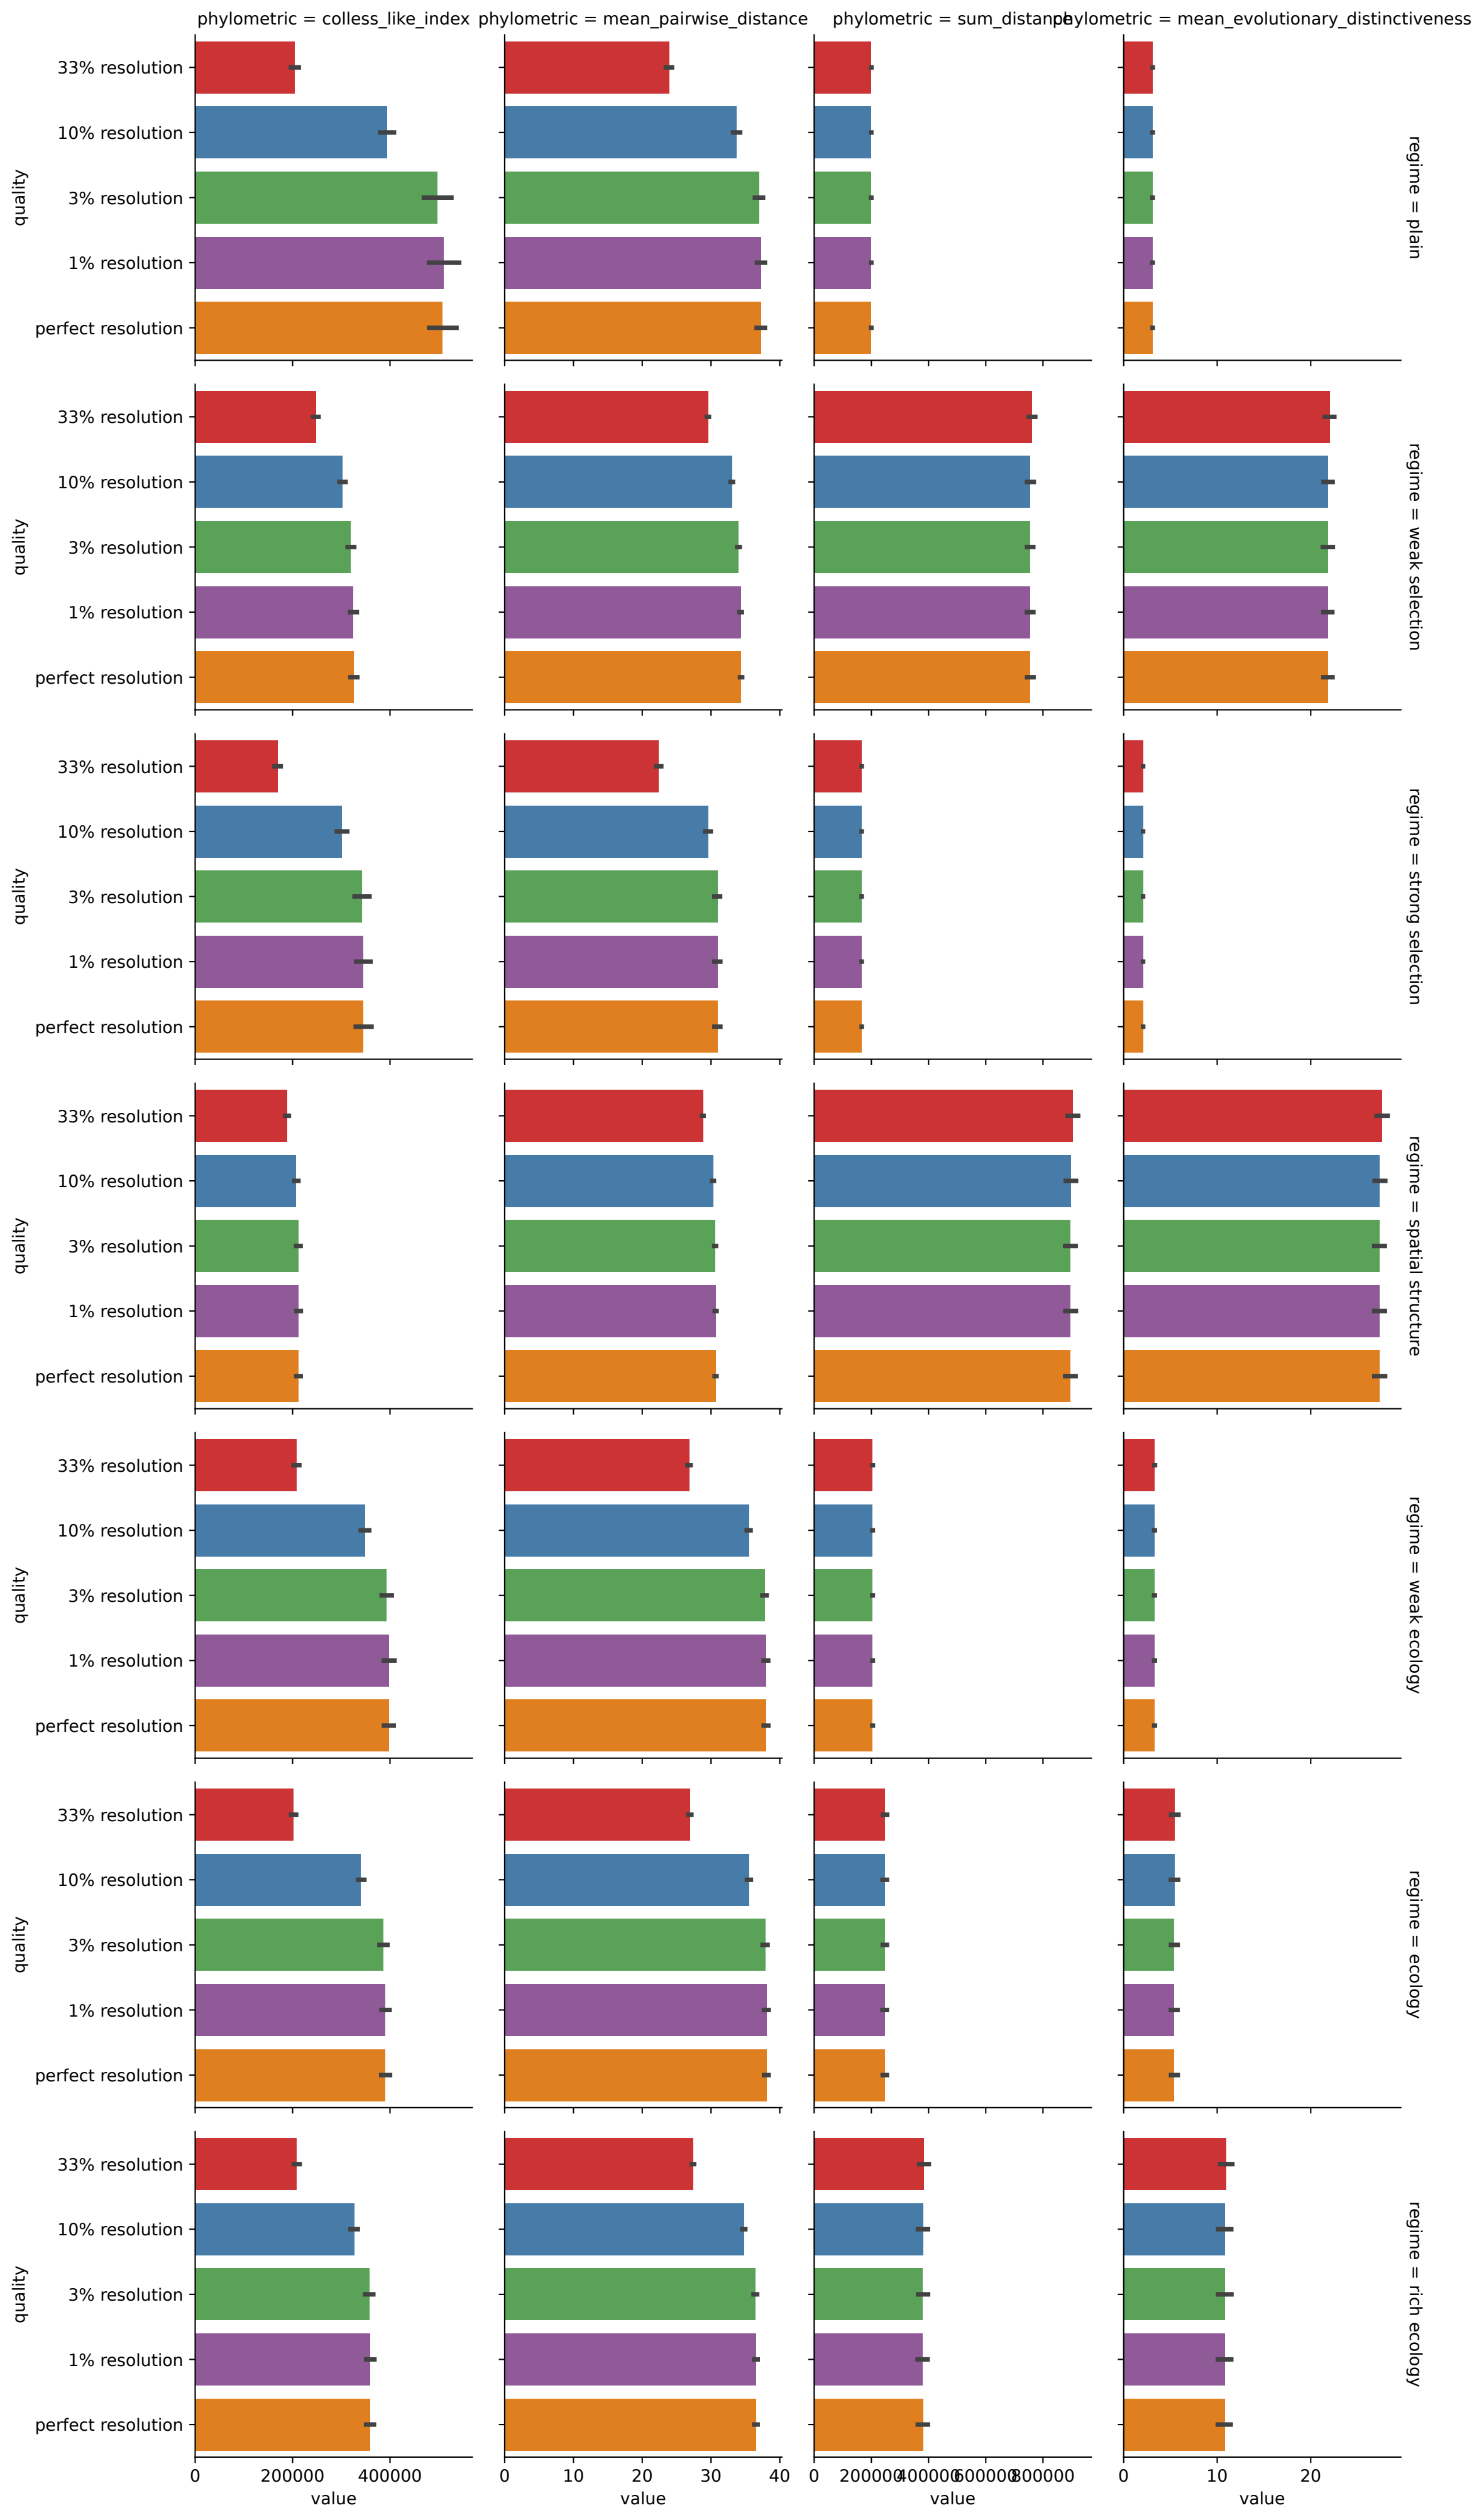 phylometric = colless_like_index
phylometric = mean_pairwise_distance
phylometric = sum_distance
phylometric = mean_evolutionary_distinctiveness
quality
33% resolution
10% resolution
3% resolution
1% resolution
perfect resolution
regime = plain
quality
33% resolution
10% resolution
3% resolution
1% resolution
perfect resolution
regime = weak selection
quality
33% resolution
10% resolution
3% resolution
1% resolution
perfect resolution
regime = strong selection
quality
33% resolution
10% resolution
3% resolution
1% resolution
perfect resolution
regime = spatial structure
quality
33% resolution
10% resolution
3% resolution
1% resolution
perfect resolution
regime = weak ecology
quality
33% resolution
10% resolution
3% resolution
1% resolution
perfect resolution
regime = ecology
quality
33% resolution
10% resolution
3% resolution
1% resolution
perfect resolution
regime = rich ecology
0 200000 400000
value
0 10 20 30 40
value
0 200000 400000 600000 800000
value
0 10 20
value